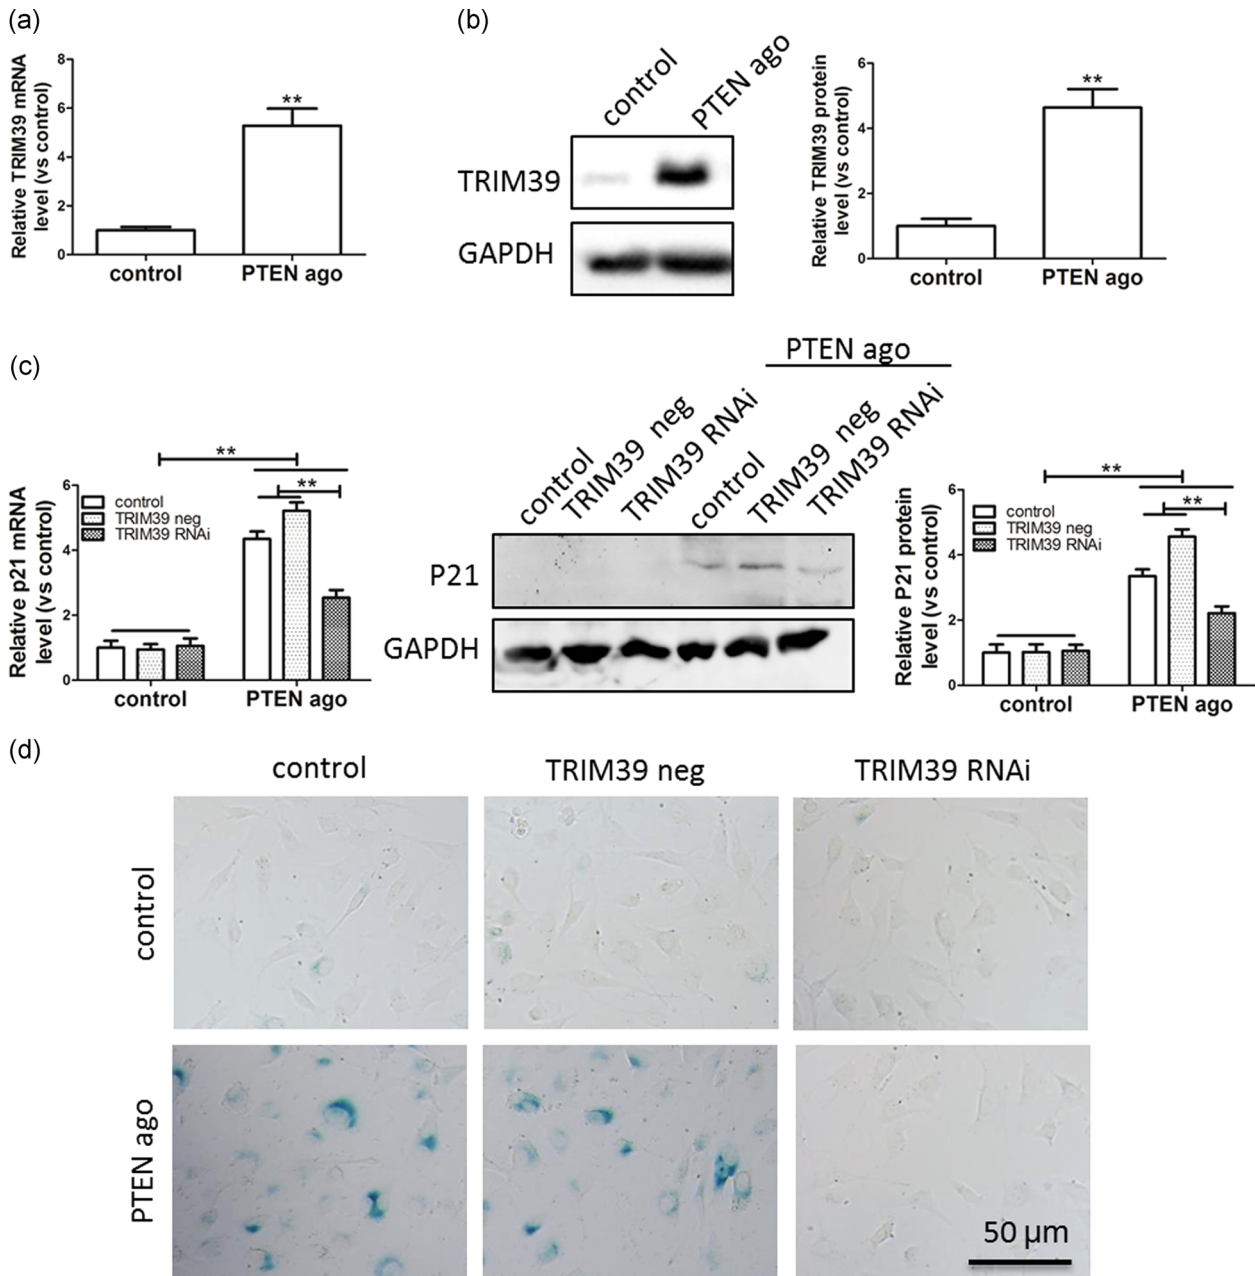 (a)
Relative TRIM39 mRNA
level (vs control)
8
6
4
2
0
**
control
PTEN ago
(b)
control
PTEN ago
TRIM39
GAPDH
Relative TRIM39 protein
level (vs control)
6
4
2
0
**
control
PTEN ago
(c)
Relative p21 mRNA
level (vs control)
6
4
2
0
control
TRIM39 neg
TRIM39 RNAi
**
**
control
PTEN ago
PTEN ago
control
TRIM39 neg
TRIM39 RNAi
control
TRIM39 neg
TRIM39 RNAi
P21
GAPDH
Relative P21 protein
level (vs control)
6
4
2
0
control
TRIM39 neg
TRIM39 RNAi
**
**
control
PTEN ago
(d)
control
TRIM39 neg
TRIM39 RNAi
control
PTEN ago
50 μm